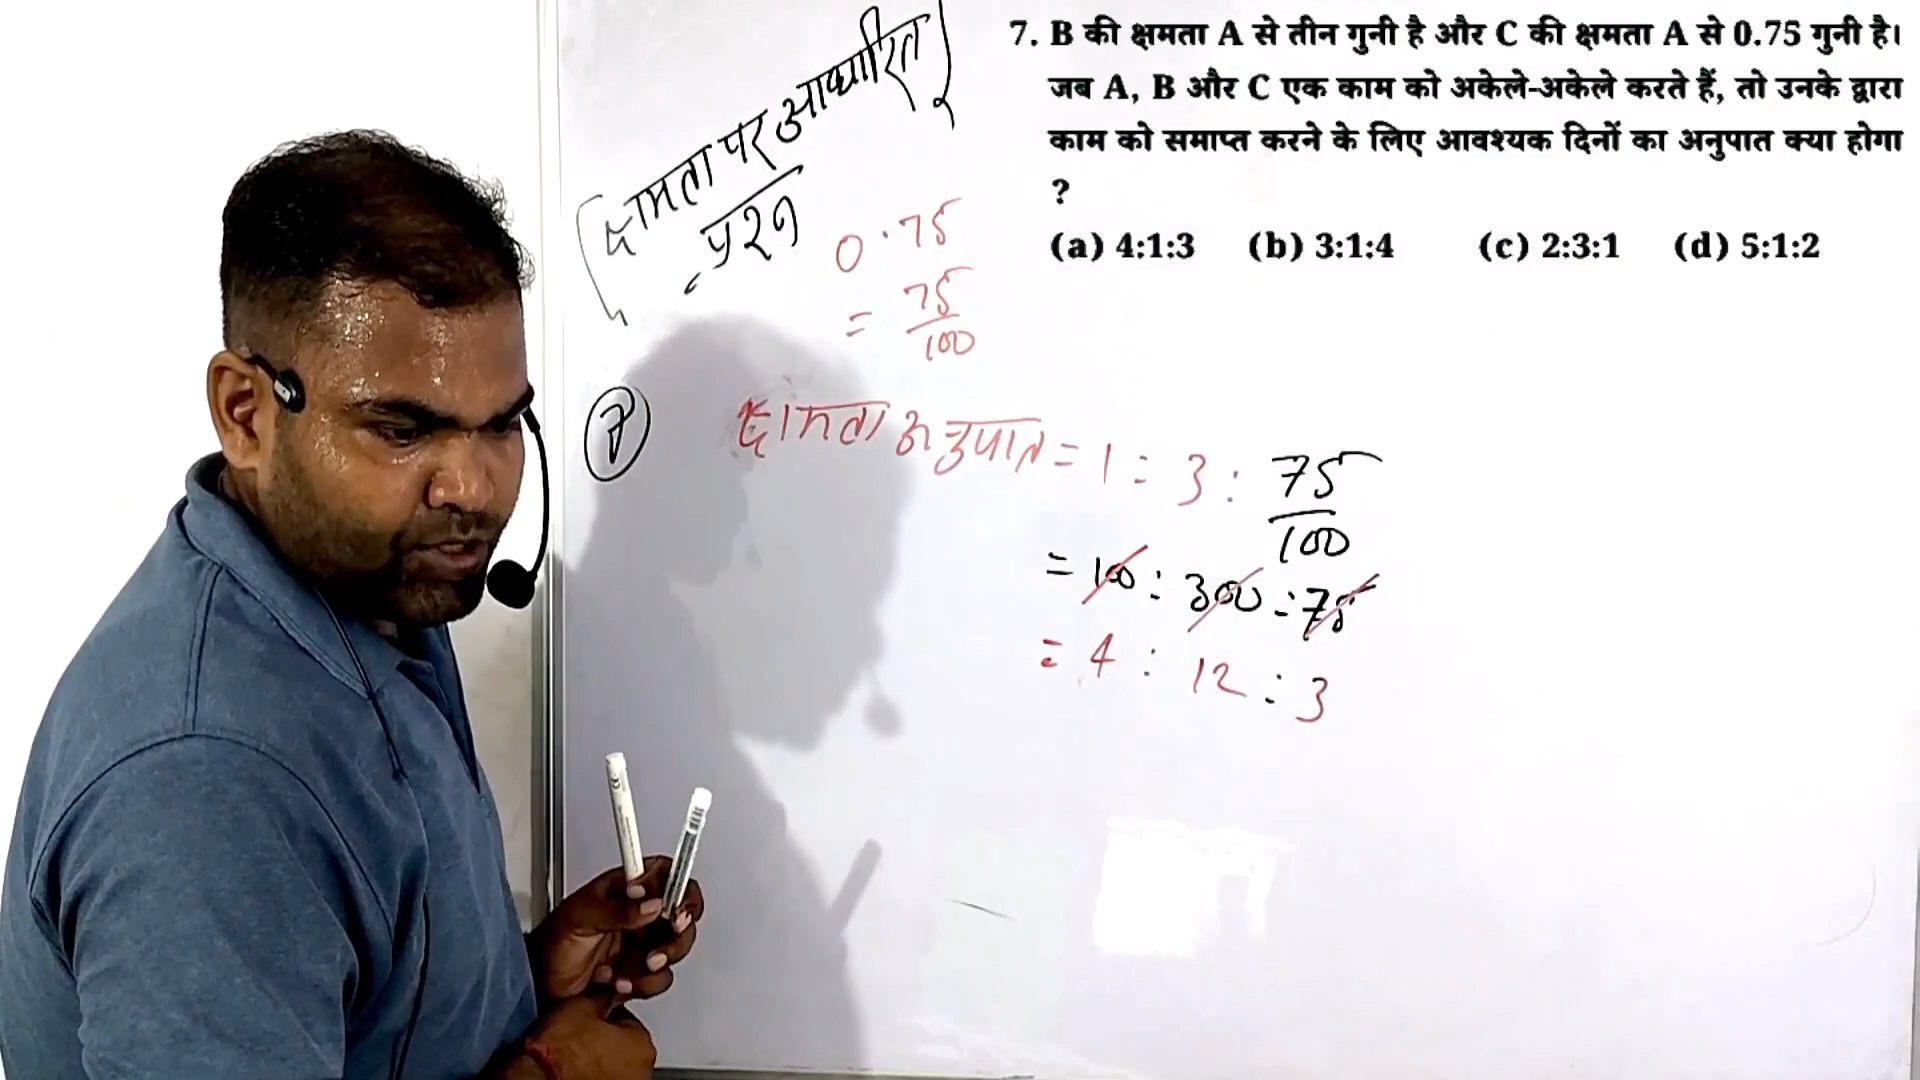 7. B की क्षमता A से तीन गुनी है और C की क्षमता A से 0.75 गुनी है।
जब A, B और C एक काम को अकेले-अकेले करते हैं, तो उनके द्वारा
काम को समाप्त करने के लिए आवश्यक दिनों का अनुपात क्या होगा
?
(a) 4:1:3 (b) 3:1:4 (c) 2:3:1 (d) 5:1:2
क्षमता पर आधारित
प्रश्न
0.75
= 75/100
7
क्षमता अनुपात = 1 : 3 : 75/100
= 100 : 300 : 75
= 4 : 12 : 3